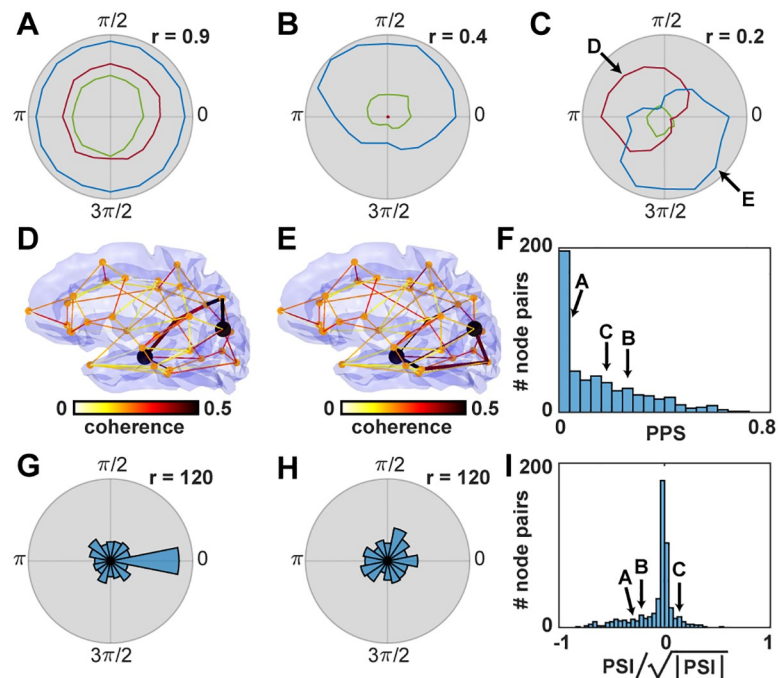 A
π/2
r = 0.9
π
0
3π/2
B
π/2
r = 0.4
π
0
3π/2
C
π/2
r = 0.2
D
π
0
E
3π/2
D
0
0.5
coherence
E
0
0.5
coherence
F
200
# node pairs
A
C
B
0
0
0.8
PPS
G
π/2
r = 120
π
0
3π/2
H
π/2
r = 120
π
0
3π/2
I
200
# node pairs
A
B
C
0
-1
0
1
PSI/√|PSI|